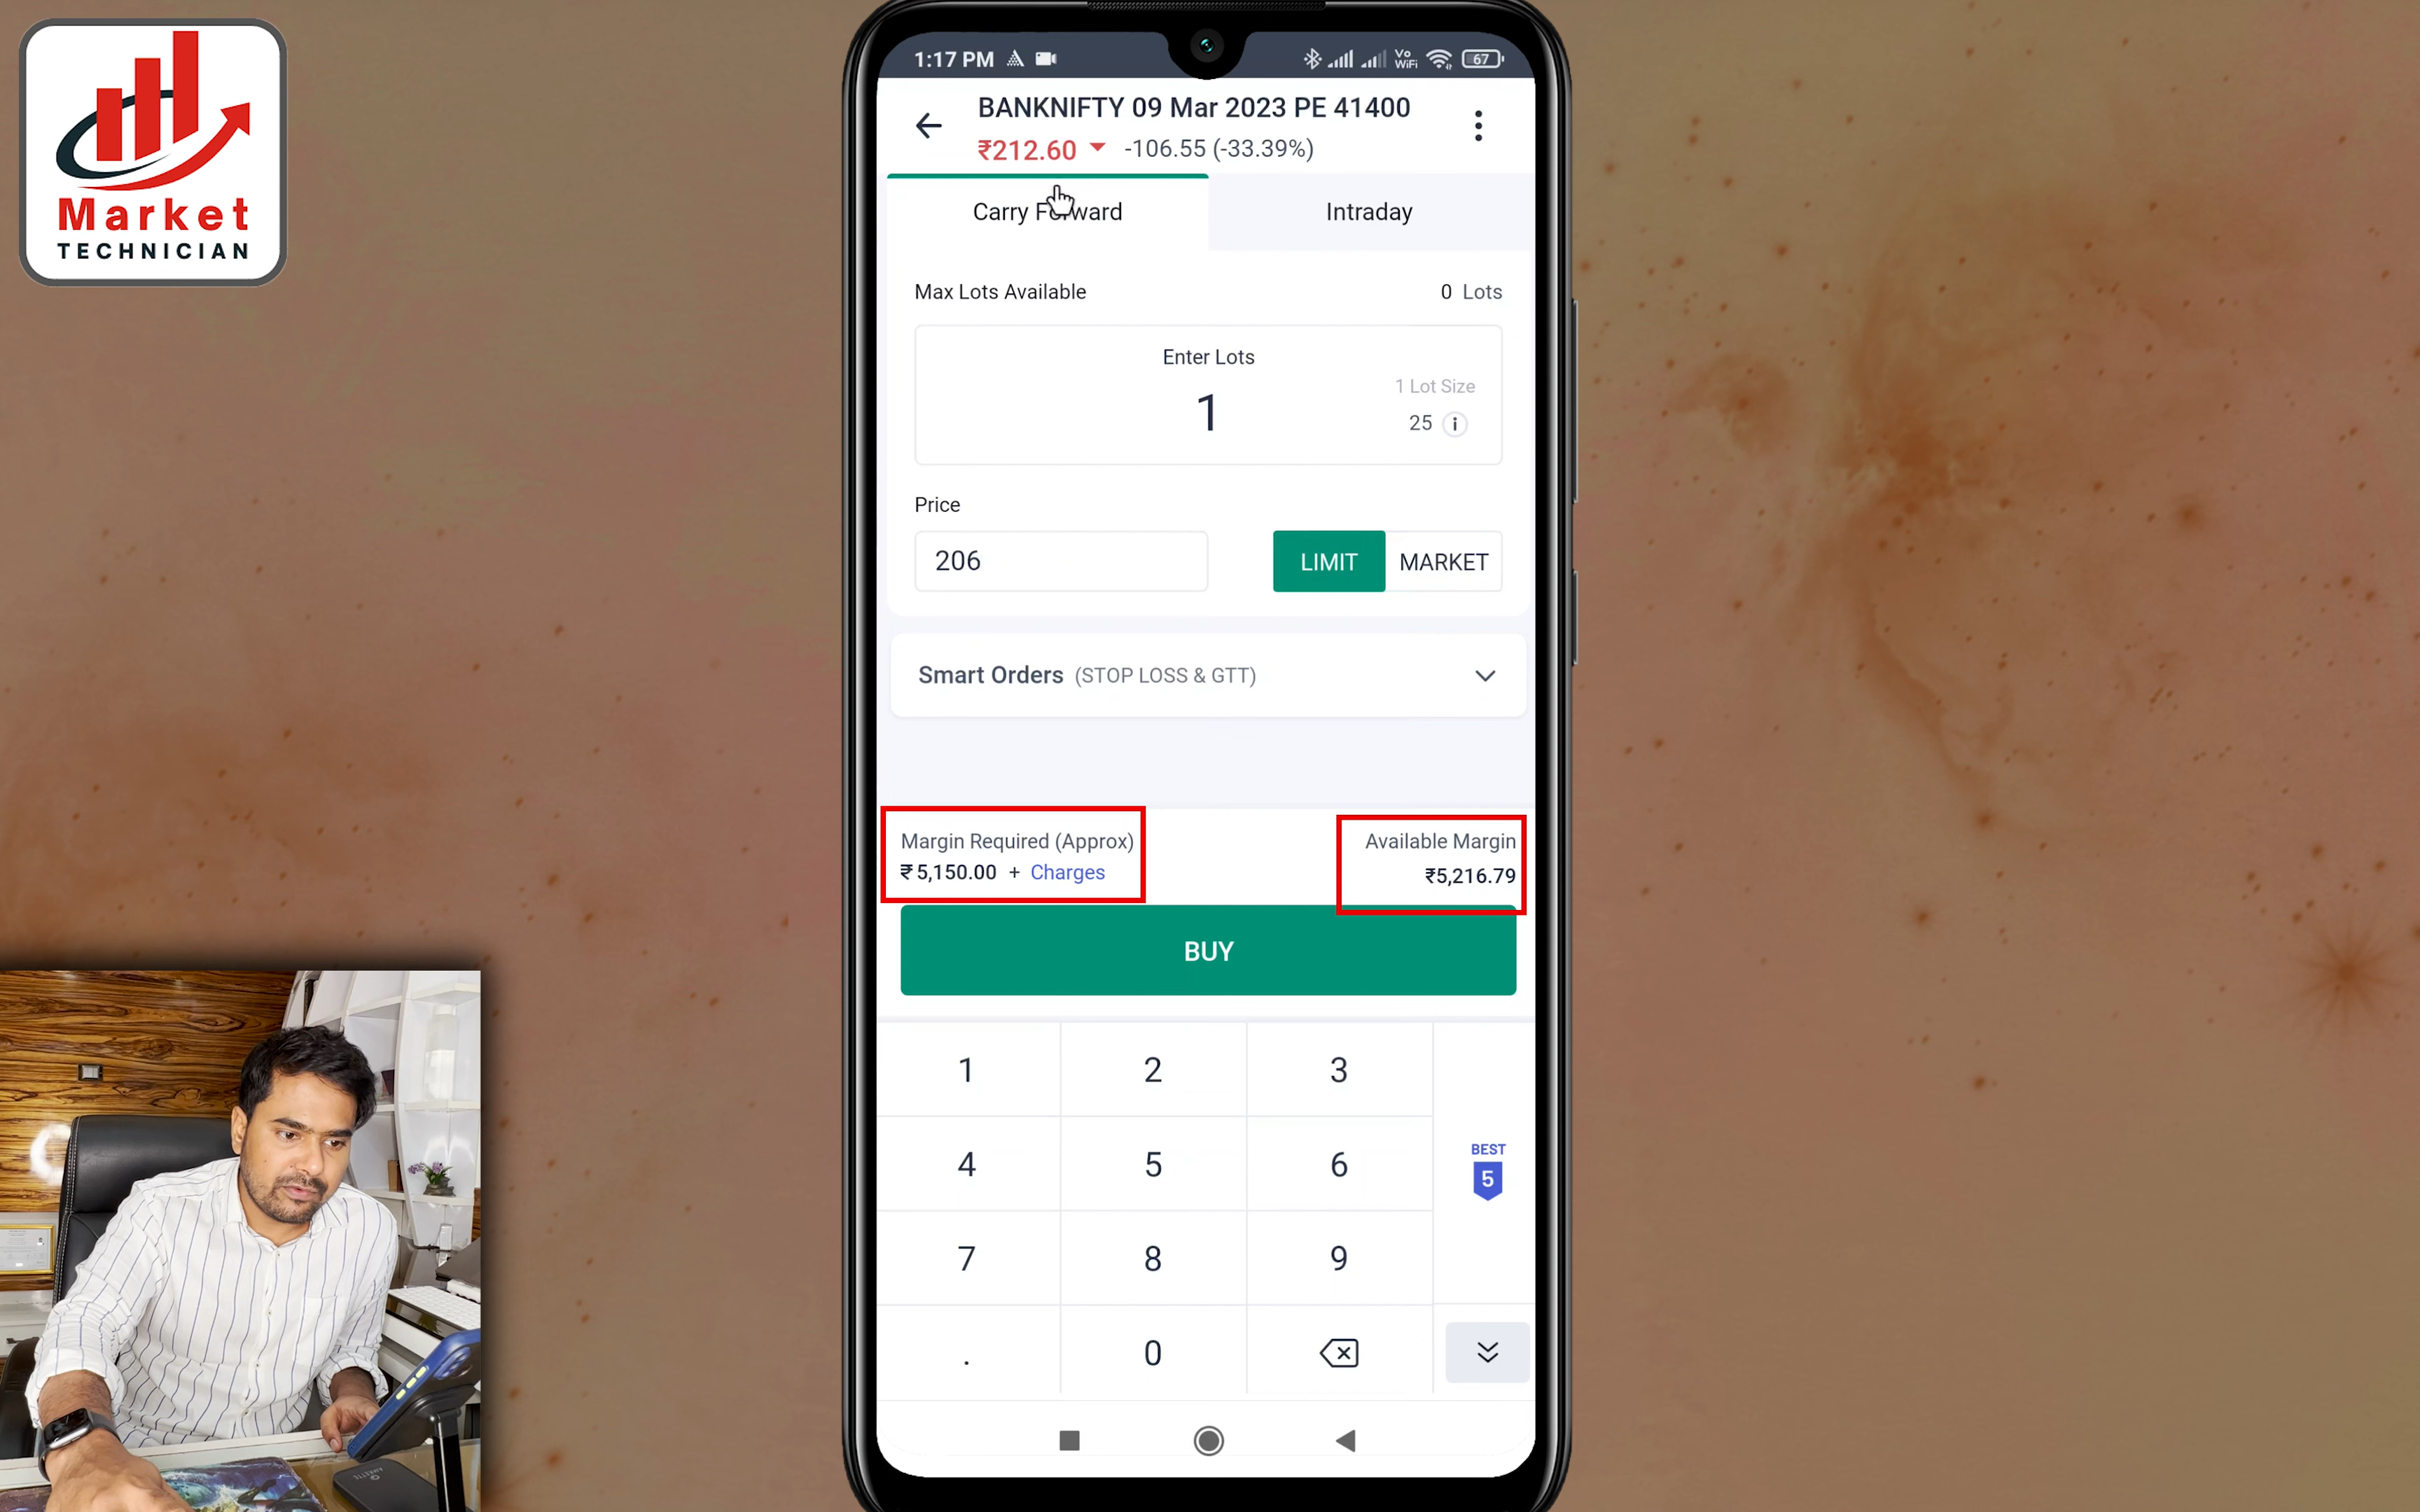 Market
TECHNICIAN
1:17 PM
Vo
WiFi
67
BANKNIFTY 09 Mar 2023 PE 41400
₹212.60 -106.55 (-33.39%)
Carry Forward
Intraday
Max Lots Available
0 Lots
Enter Lots
1 Lot Size
1
25
i
Price
206
LIMIT
MARKET
Smart Orders (STOP LOSS & GTT)
Margin Required (Approx)
Available Margin
₹5,150.00 + Charges
₹5,216.79
BUY
1 2 3
BEST
4 5 6
5
7 8 9
. 0